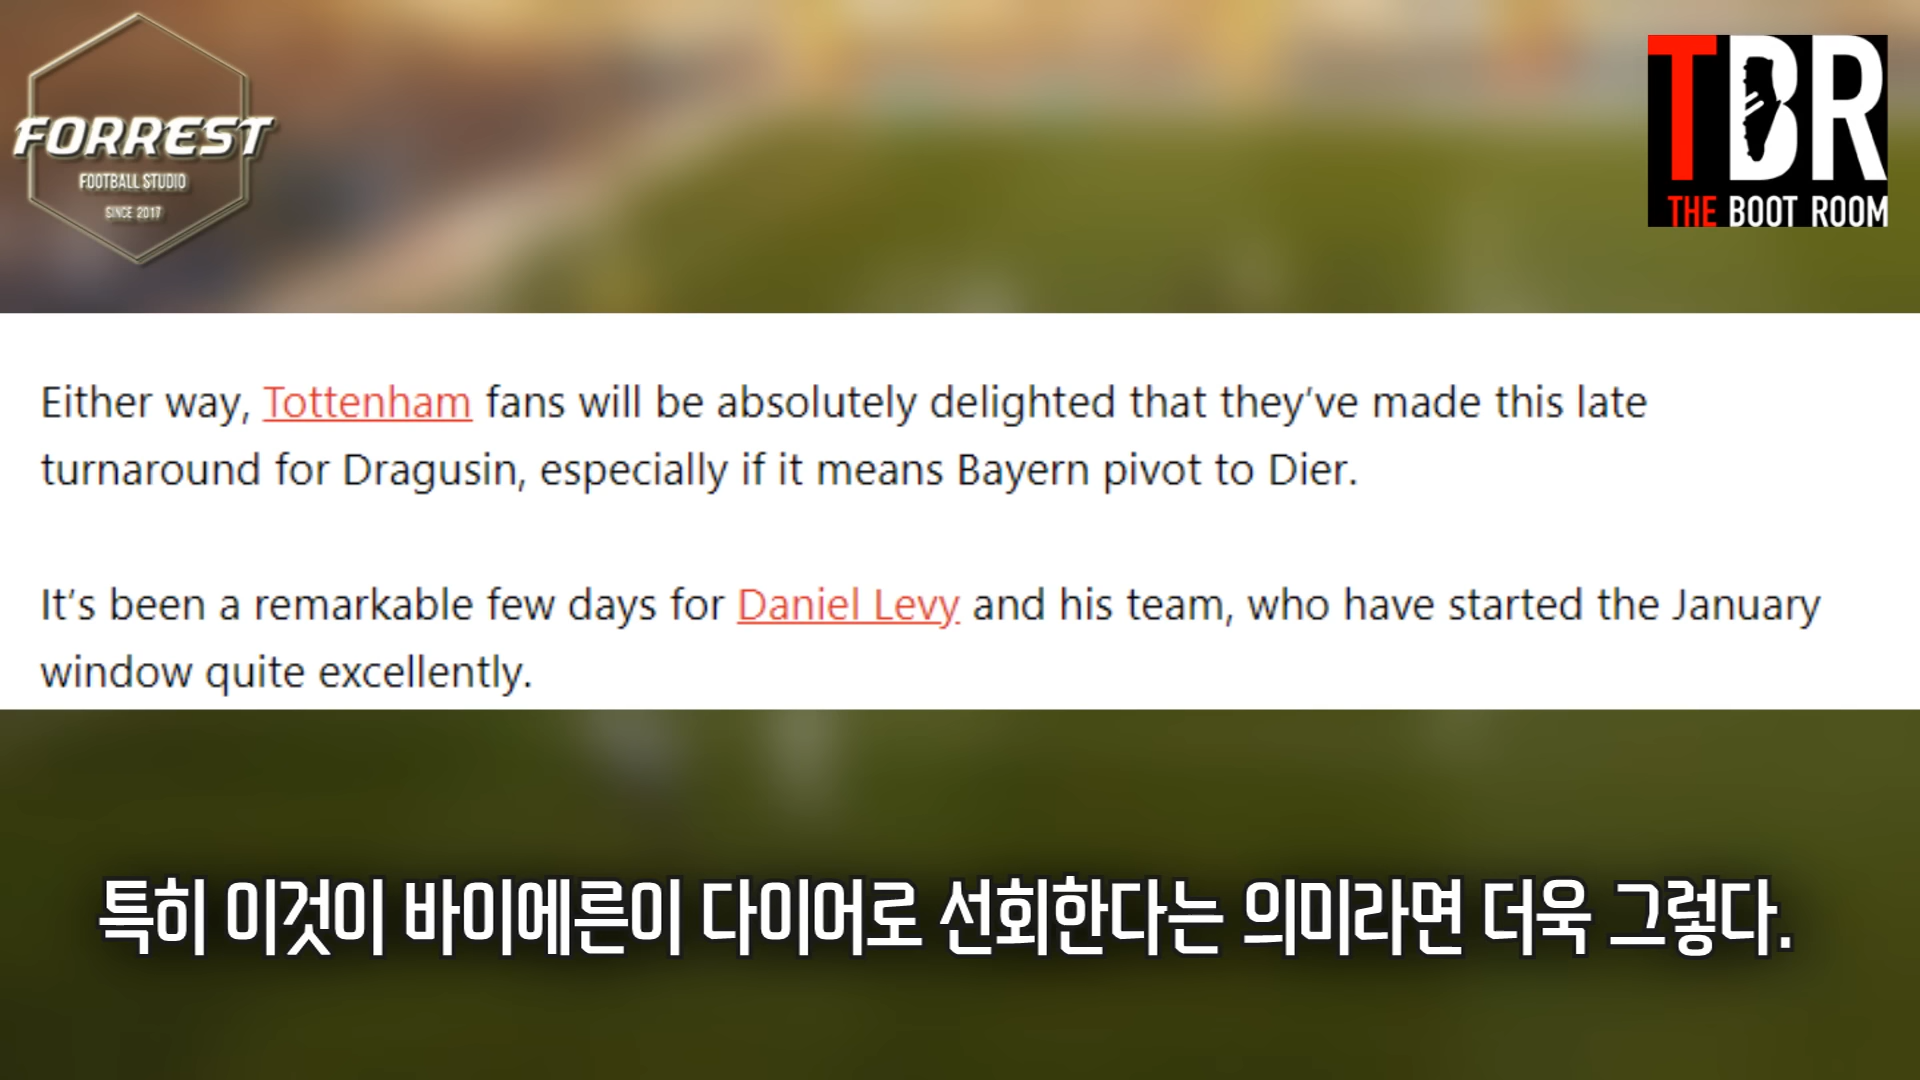 FORREST
FOOTBALL STUDIO
SINCE 2017
TBR
THE BOOT ROOM
Either way, Tottenham fans will be absolutely delighted that they’ve made this late
turnaround for Dragusin, especially if it means Bayern pivot to Dier.
It’s been a remarkable few days for Daniel Levy and his team, who have started the January
window quite excellently.
특히 이것이 바이에른이 다이어로 선회한다는 의미라면 더욱 그렇다.